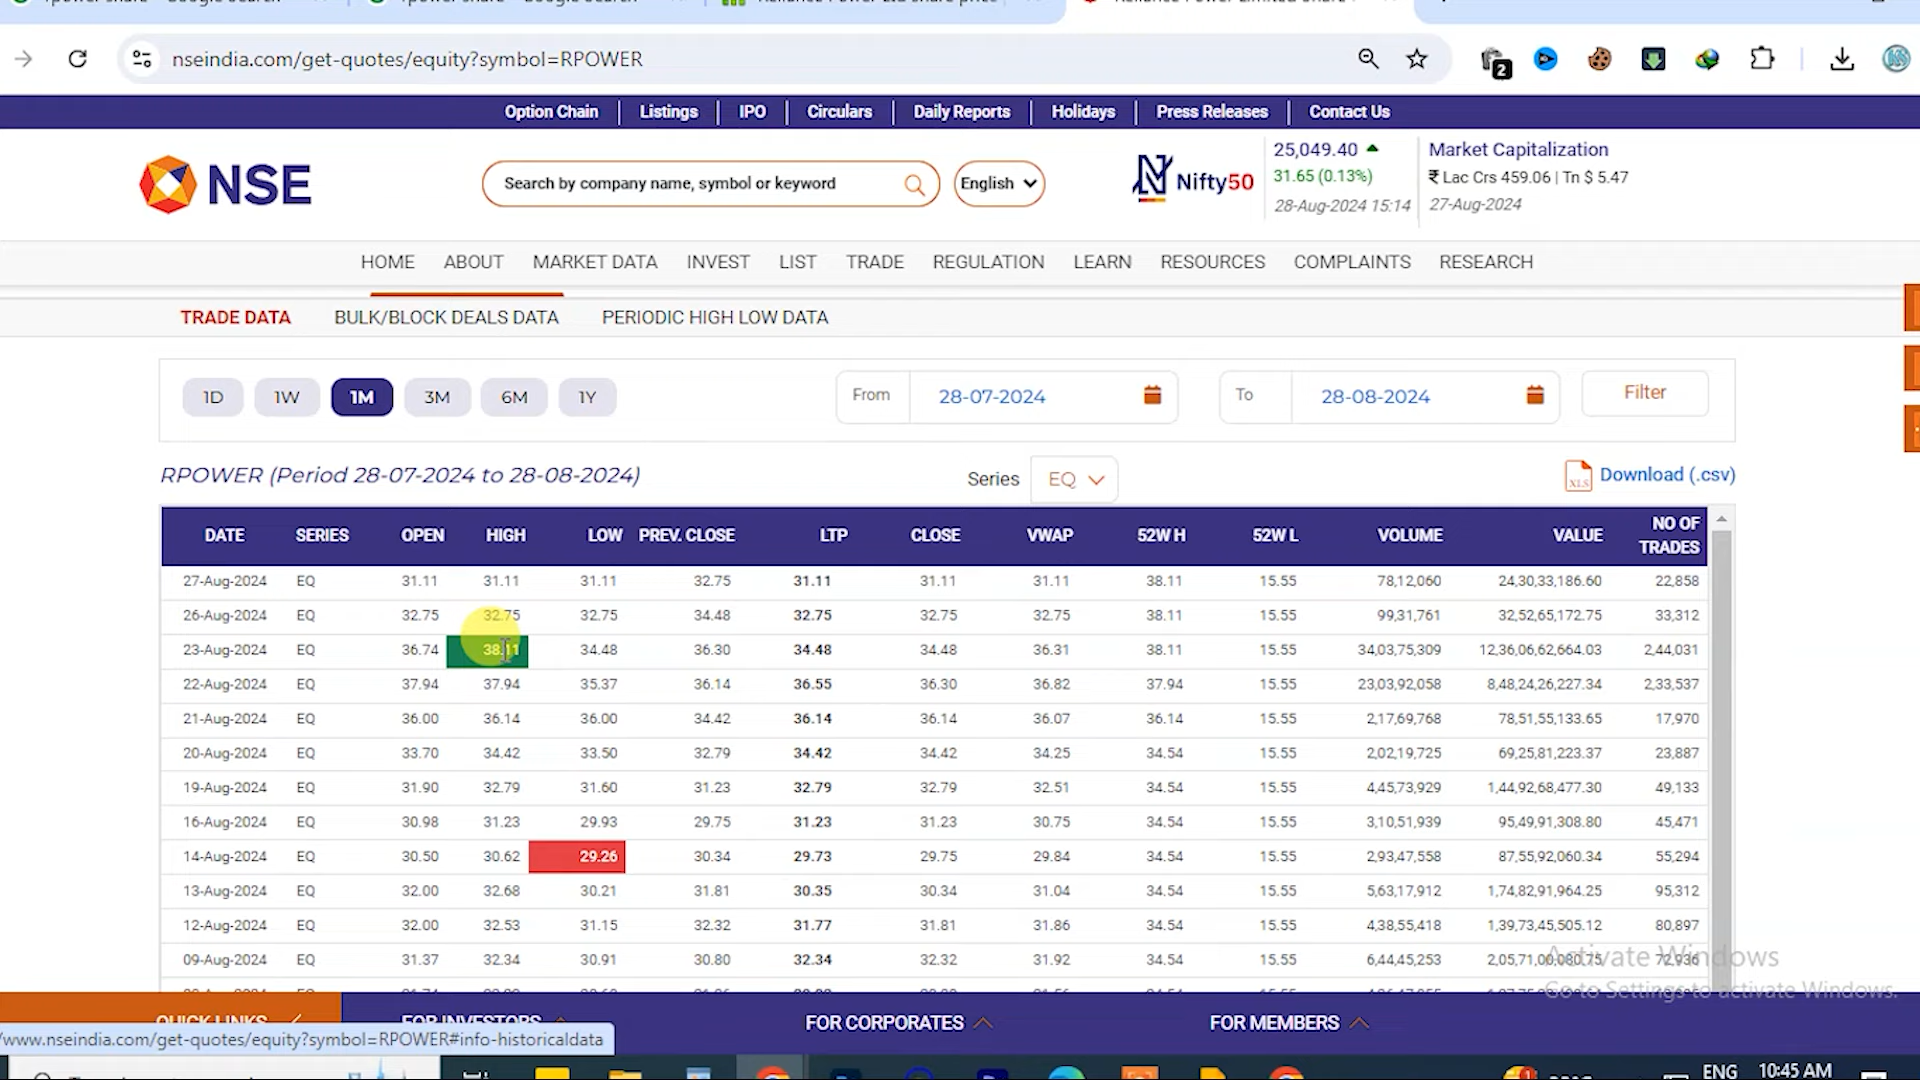 nseindia.com/get-quotes/equity?symbol=RPOWER
2
Option Chain Listings IPO Circulars Daily Reports Holidays Press Releases Contact Us
NSE
Search by company name, symbol or keyword
English
Nifty50
25,049.40
31.65 (0.13%)
28-Aug-2024 15:14
Market Capitalization
₹ Lac Crs 459.06 | Tn $ 5.47
27-Aug-2024
HOME ABOUT MARKET DATA INVEST LIST TRADE REGULATION LEARN RESOURCES COMPLAINTS RESEARCH
TRADE DATA BULK/BLOCK DEALS DATA PERIODIC HIGH LOW DATA
1D 1W 1M 3M 6M 1Y From 28-07-2024 To 28-08-2024 Filter
RPOWER (Period 28-07-2024 to 28-08-2024) Series EQ XLS Download (.csv)
DATE SERIES OPEN HIGH LOW PREV. CLOSE LTP CLOSE VWAP 52W H 52W L VOLUME VALUE NO OF TRADES
27-Aug-2024 EQ 31.11 31.11 31.11 32.75 31.11 31.11 31.11 38.11 15.55 78,12,060 24,30,33,186.60 22,858
26-Aug-2024 EQ 32.75 32.75 32.75 34.48 32.75 32.75 32.75 38.11 15.55 99,31,761 32,52,65,172.75 33,312
23-Aug-2024 EQ 36.74 38.11 34.48 36.30 34.48 34.48 36.31 38.11 15.55 34,03,75,309 12,36,06,62,664.03 2,44,031
22-Aug-2024 EQ 37.94 37.94 35.37 36.14 36.55 36.30 36.82 37.94 15.55 23,03,92,058 8,48,24,26,227.34 2,33,537
21-Aug-2024 EQ 36.00 36.14 36.00 34.42 36.14 36.14 36.07 36.14 15.55 2,17,69,768 78,51,55,133.65 17,970
20-Aug-2024 EQ 33.70 34.42 33.50 32.79 34.42 34.42 34.25 34.54 15.55 2,02,19,725 69,25,81,223.37 23,887
19-Aug-2024 EQ 31.90 32.79 31.60 31.23 32.79 32.79 32.51 34.54 15.55 4,45,73,929 1,44,92,68,477.30 49,133
16-Aug-2024 EQ 30.98 31.23 29.93 29.75 31.23 31.23 30.75 34.54 15.55 3,10,51,939 95,49,91,308.80 45,471
14-Aug-2024 EQ 30.50 30.62 29.26 30.34 29.73 29.75 29.84 34.54 15.55 2,93,47,558 87,55,92,060.34 55,294
13-Aug-2024 EQ 32.00 32.68 30.21 31.81 30.35 30.34 31.04 34.54 15.55 5,63,17,912 1,74,82,91,964.25 95,312
12-Aug-2024 EQ 32.00 32.53 31.15 32.32 31.77 31.81 31.86 34.54 15.55 4,38,55,418 1,39,73,45,505.12 80,897
09-Aug-2024 EQ 31.37 32.34 30.91 30.80 32.34 32.32 31.92 34.54 15.55 6,44,45,253
Activate Windows
Go to Settings to activate Windows.
QUICK LINKS FOR INVESTORS FOR CORPORATES FOR MEMBERS
/www.nseindia.com/get-quotes/equity?symbol=RPOWER#info-historicaldata
ENG 10:45 AM